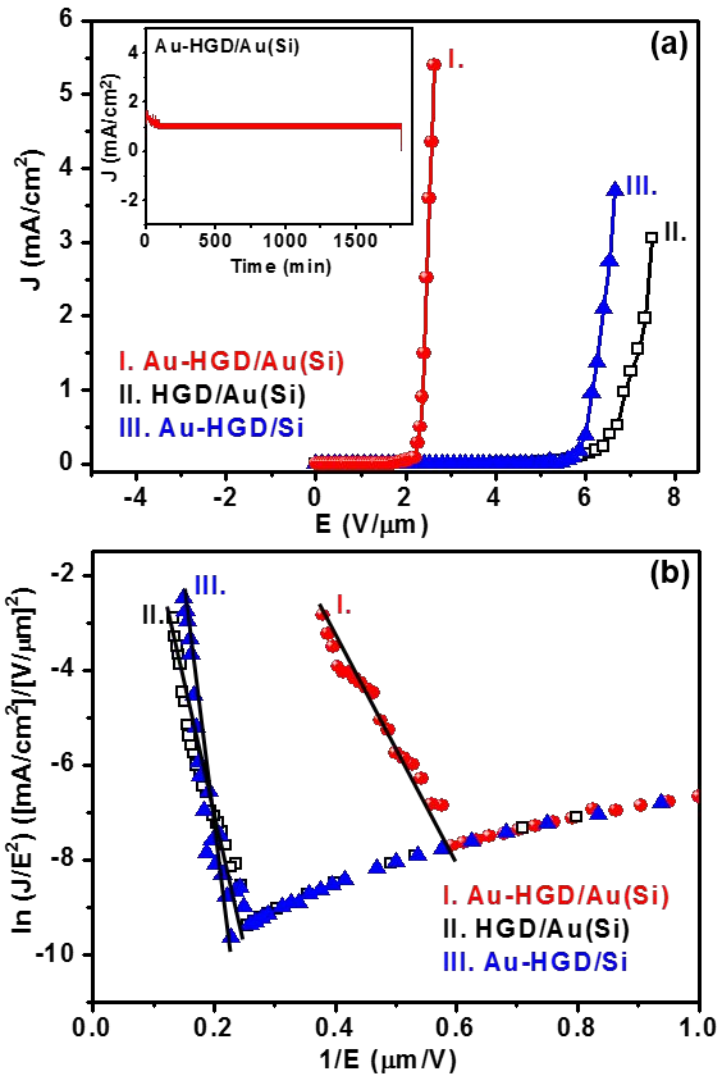 (a)
6
5
4
3
2
1
0
J (mA/cm²)
Au-HGD/Au(Si)
4
2
0
-2
J (mA/cm²)
0 500 1000 1500
Time (min)
I.
III.
II.
I. Au-HGD/Au(Si)
II. HGD/Au(Si)
III. Au-HGD/Si
-4 -2 0 2 4 6 8
E (V/μm)
(b)
-2
-4
-6
-8
-10
ln (J/E²) ([mA/cm²]/[V/μm]²)
III.
II.
I.
I. Au-HGD/Au(Si)
II. HGD/Au(Si)
III. Au-HGD/Si
0.0 0.2 0.4 0.6 0.8 1.0
1/E (μm/V)